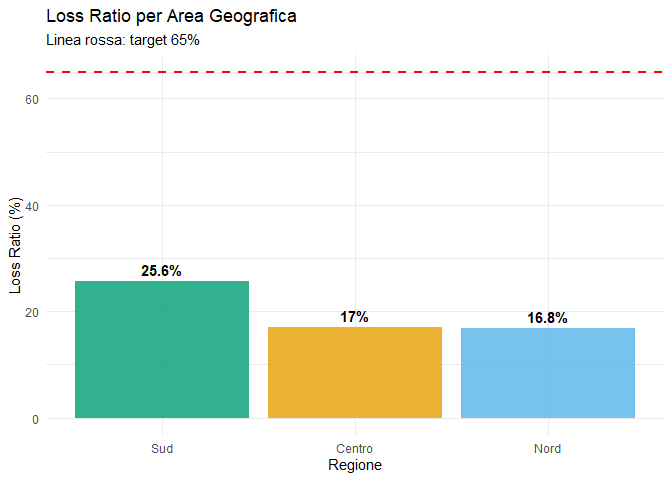 Loss Ratio per Area Geografica
Linea rossa: target 65%
Loss Ratio (%)
60
40
20
0
25.6%
17%
16.8%
Sud
Centro
Nord
Regione